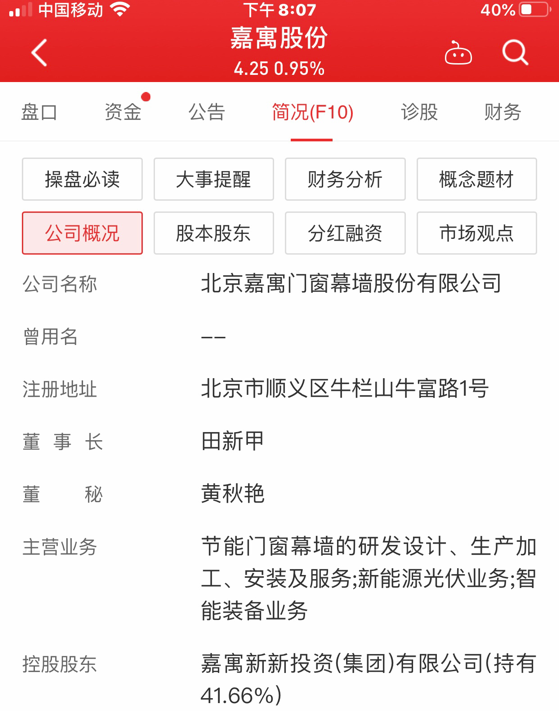 中国移动 下午8:07 40%
嘉寓股份
4.25 0.95%
盘口 资金 公告 简况(F10) 诊股 财务
操盘必读 大事提醒 财务分析 概念题材
公司概况 股本股东 分红融资 市场观点
公司名称 北京嘉寓门窗幕墙股份有限公司
曾用名 --
注册地址 北京市顺义区牛栏山牛富路1号
董事长 田新甲
董秘 黄秋艳
主营业务 节能门窗幕墙的研发设计、生产加
工、安装及服务;新能源光伏业务;智
能装备业务
控股股东 嘉寓新新投资(集团)有限公司(持有
41.66%)